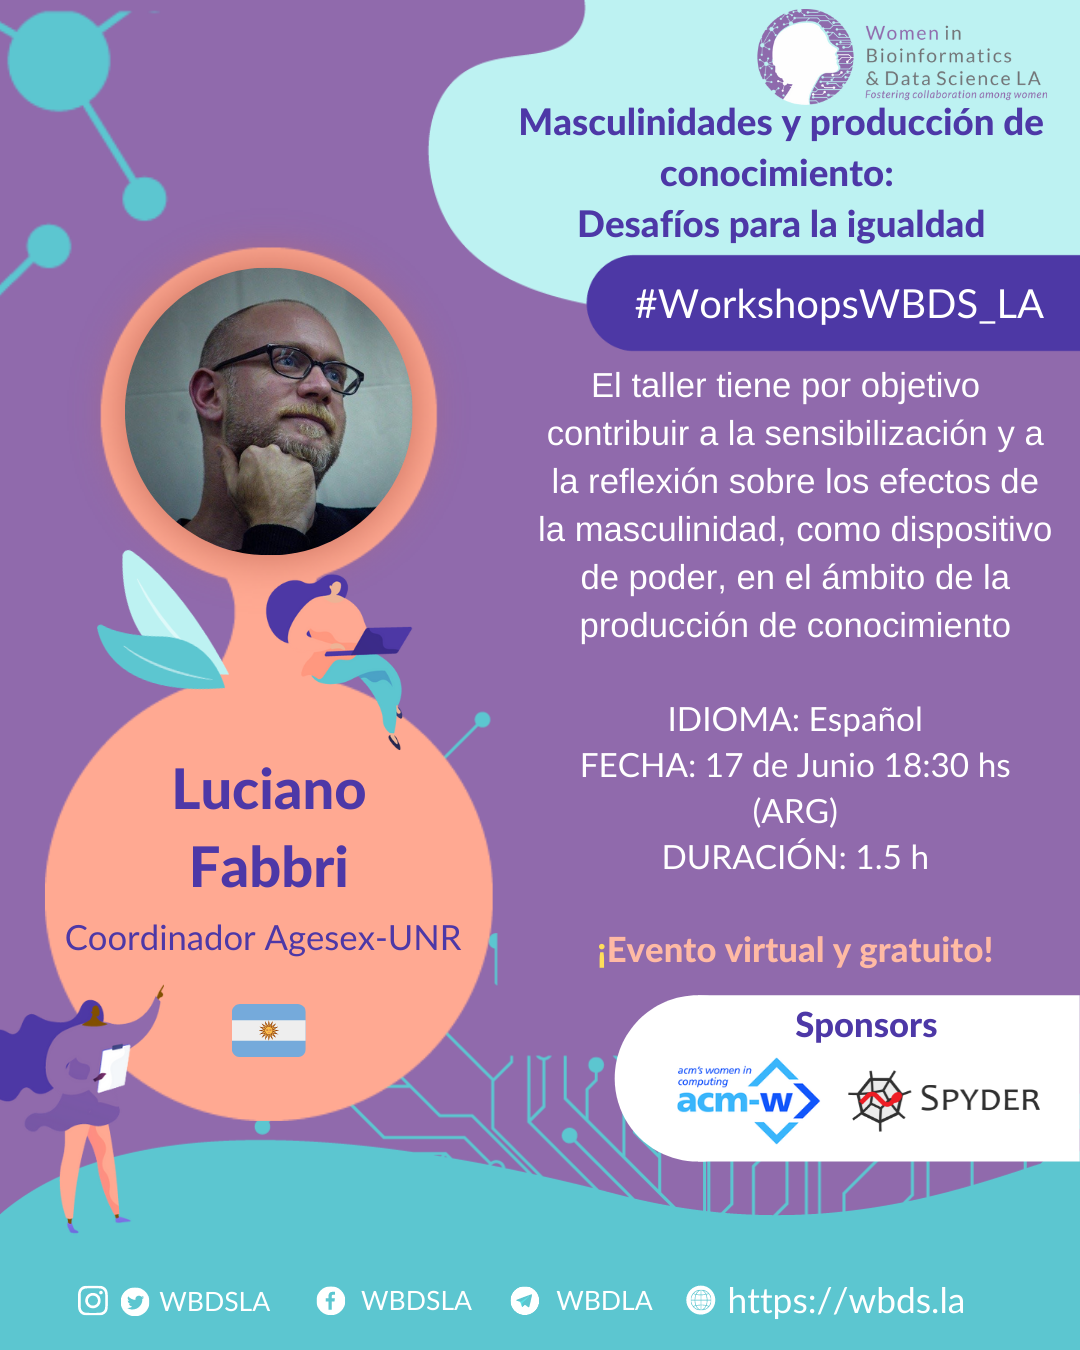 Women in
Bioinformatics
& Data Science LA
Fostering collaboration among women
Masculinidades y producción de
conocimiento:
Desafíos para la igualdad
#WorkshopsWBDS_LA
El taller tiene por objetivo
contribuir a la sensibilización y a
la reflexión sobre los efectos de
la masculinidad, como dispositivo
de poder, en el ámbito de la
producción de conocimiento
IDIOMA: Español
FECHA: 17 de Junio 18:30 hs
(ARG)
DURACIÓN: 1.5 h
¡Evento virtual y gratuito!
Luciano
Fabbri
Coordinador Agesex-UNR
Sponsors
acm's women in
computing
acm-w
SPYDER
WBDSLA
WBDSLA
WBDLA
https://wbds.la